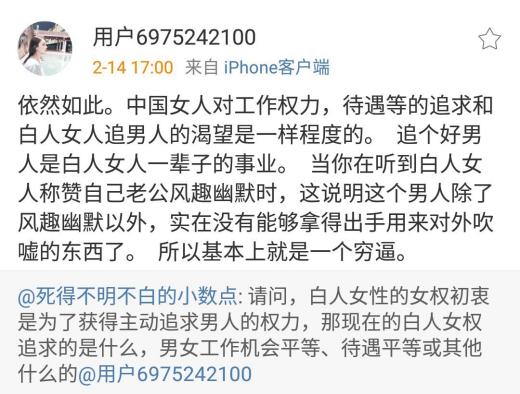 用户6975242100
2-14 17:00 来自 iPhone客户端
依然如此。中国女人对工作权力，待遇等的追求和
白人女人追男人的渴望是一样程度的。 追个好男
人是白人女人一辈子的事业。 当你在听到白人女
人称赞自己老公风趣幽默时，这说明这个男人除了
风趣幽默以外，实在没有能够拿得出手用来对外吹
嘘的东西了。 所以基本上就是一个穷逼。
@死得不明不白的小数点: 请问，白人女性的女权初衷
是为了获得主动追求男人的权力，那现在的白人女权
追求的是什么，男女工作机会平等、待遇平等或其他
什么的@用户6975242100